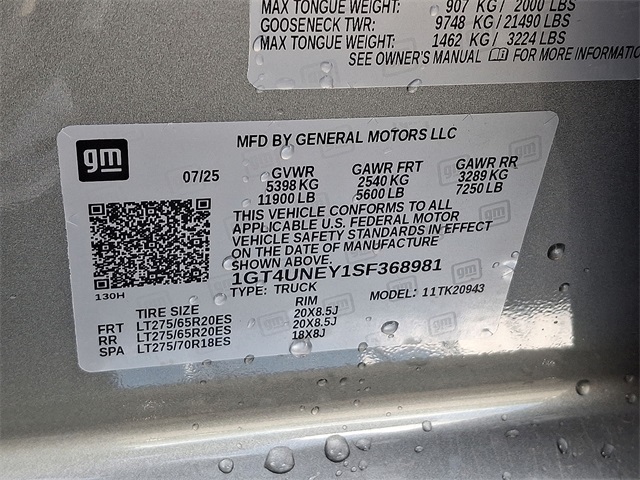 MAX TONGUE WEIGHT: 907 KG / 2000 LBS
GOOSENECK TWR: 9748 KG / 21490 LBS
MAX TONGUE WEIGHT: 1462 KG / 3224 LBS
SEE OWNER'S MANUAL FOR MORE INFORMATIO
gm
MFD BY GENERAL MOTORS LLC
07/25 GVWR GAWR FRT GAWR RR
5398 KG 2540 KG 3289 KG
11900 LB 5600 LB 7250 LB
THIS VEHICLE CONFORMS TO ALL
APPLICABLE U.S. FEDERAL MOTOR
VEHICLE SAFETY STANDARDS IN EFFECT
ON THE DATE OF MANUFACTURE
SHOWN ABOVE.
1GT4UNEY1SF368981
130H
TYPE: TRUCK MODEL: 11TK20943
TIRE SIZE RIM
FRT LT275/65R20ES 20X8.5J
RR LT275/65R20ES 20X8.5J
SPA LT275/70R18ES 18X8J